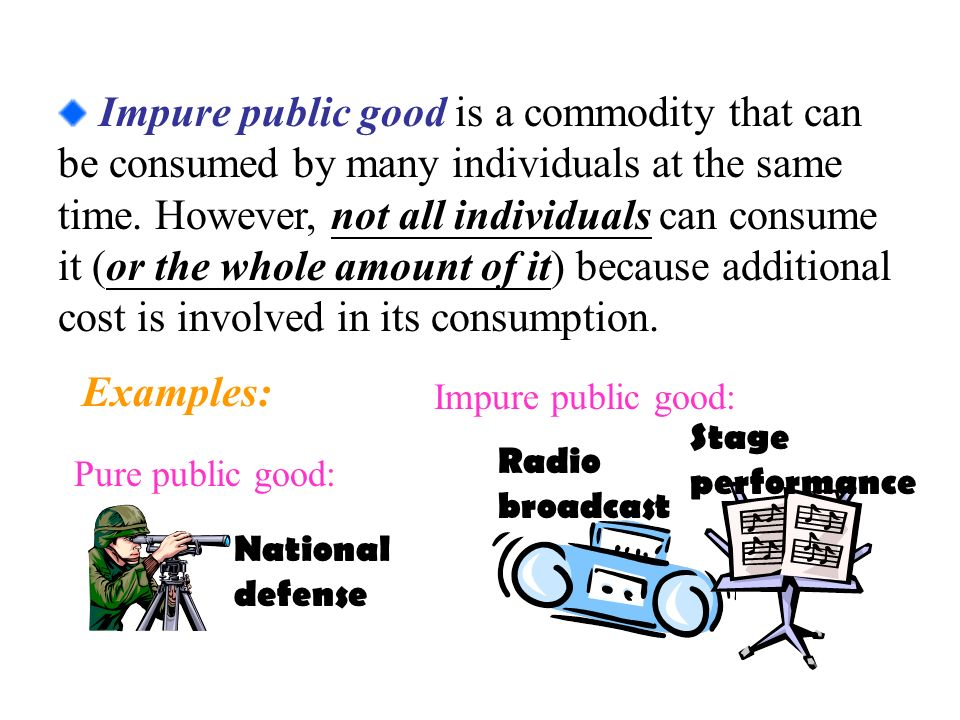 Impure public good is a commodity that can
be consumed by many individuals at the same
time. However, not all individuals can consume
it (or the whole amount of it) because additional
cost is involved in its consumption.
Examples:
Pure public good:
National
defense
Impure public good:
Radio
broadcast
Stage
performance